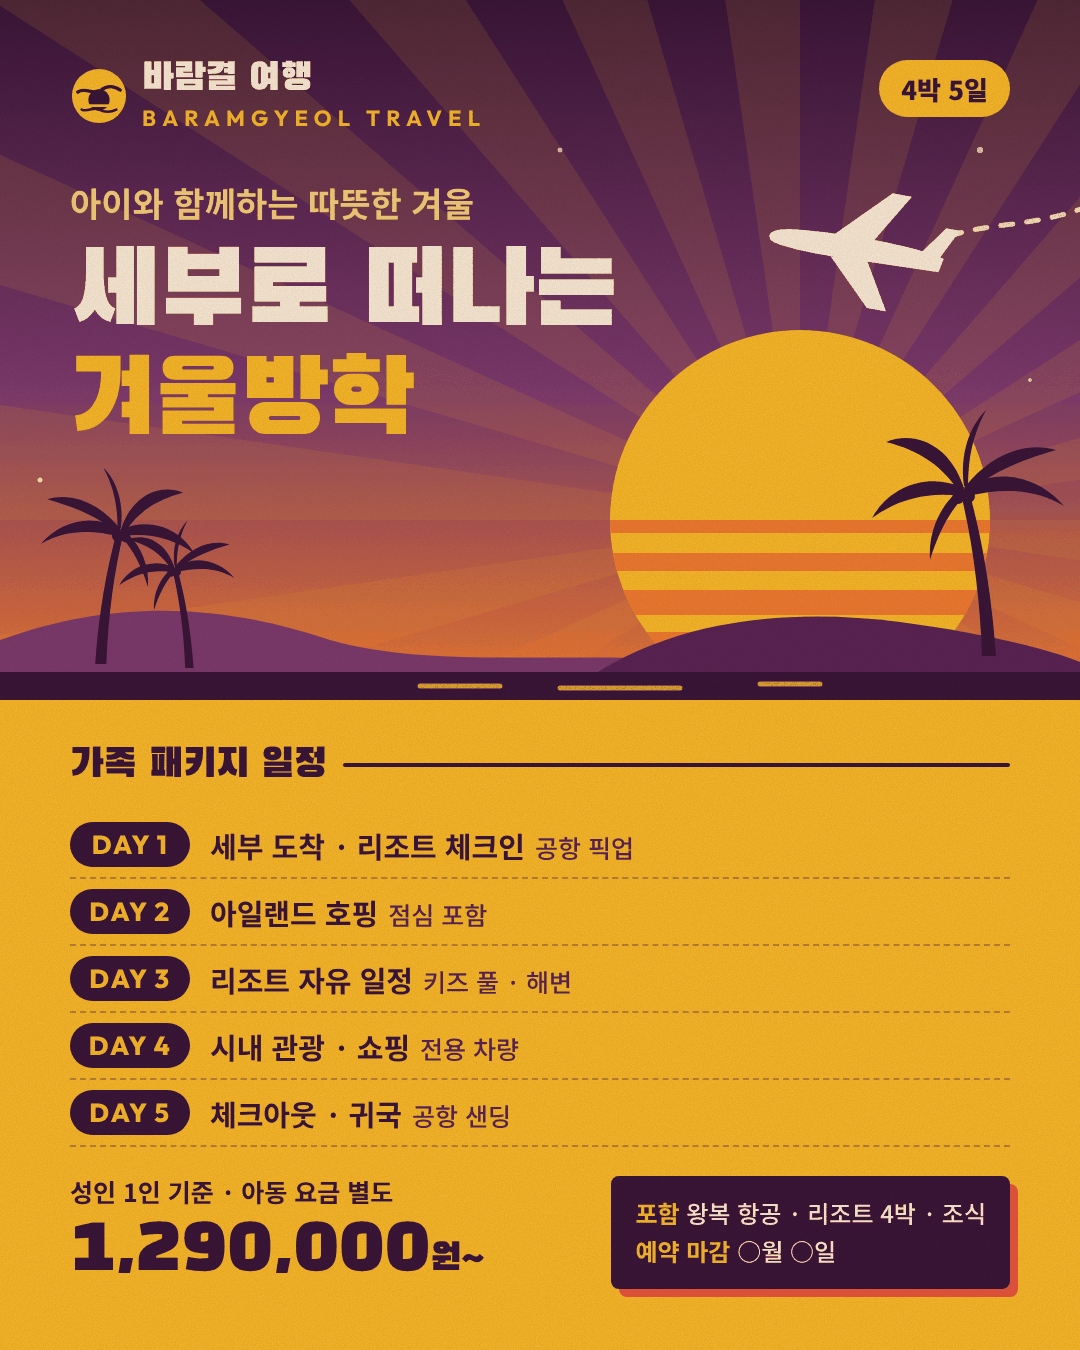 바람결 여행
BARAMGYEOL TRAVEL
4박 5일
아이와 함께하는 따뜻한 겨울
세부로 떠나는
겨울방학
가족 패키지 일정
DAY 1 세부 도착 · 리조트 체크인 공항 픽업
DAY 2 아일랜드 호핑 점심 포함
DAY 3 리조트 자유 일정 키즈 풀 · 해변
DAY 4 시내 관광 · 쇼핑 전용 차량
DAY 5 체크아웃 · 귀국 공항 샌딩
성인 1인 기준 · 아동 요금 별도
1,290,000원~
포함 왕복 항공 · 리조트 4박 · 조식
예약 마감 ◯월 ◯일